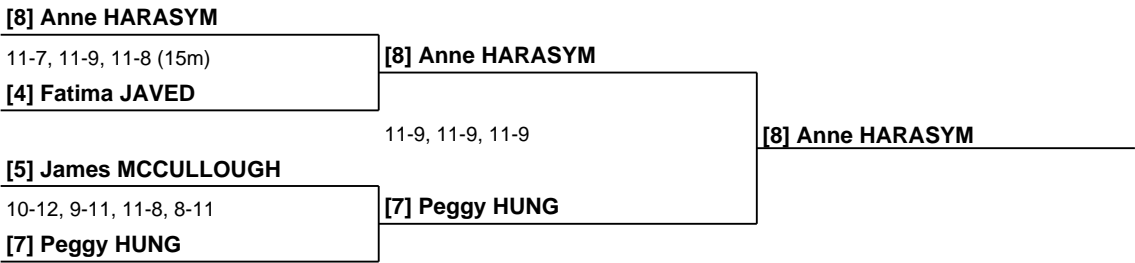 [8] Anne HARASYM
11-7, 11-9, 11-8 (15m)
[8] Anne HARASYM
[4] Fatima JAVED
11-9, 11-9, 11-9
[8] Anne HARASYM
[5] James MCCULLOUGH
10-12, 9-11, 11-8, 8-11
[7] Peggy HUNG
[7] Peggy HUNG